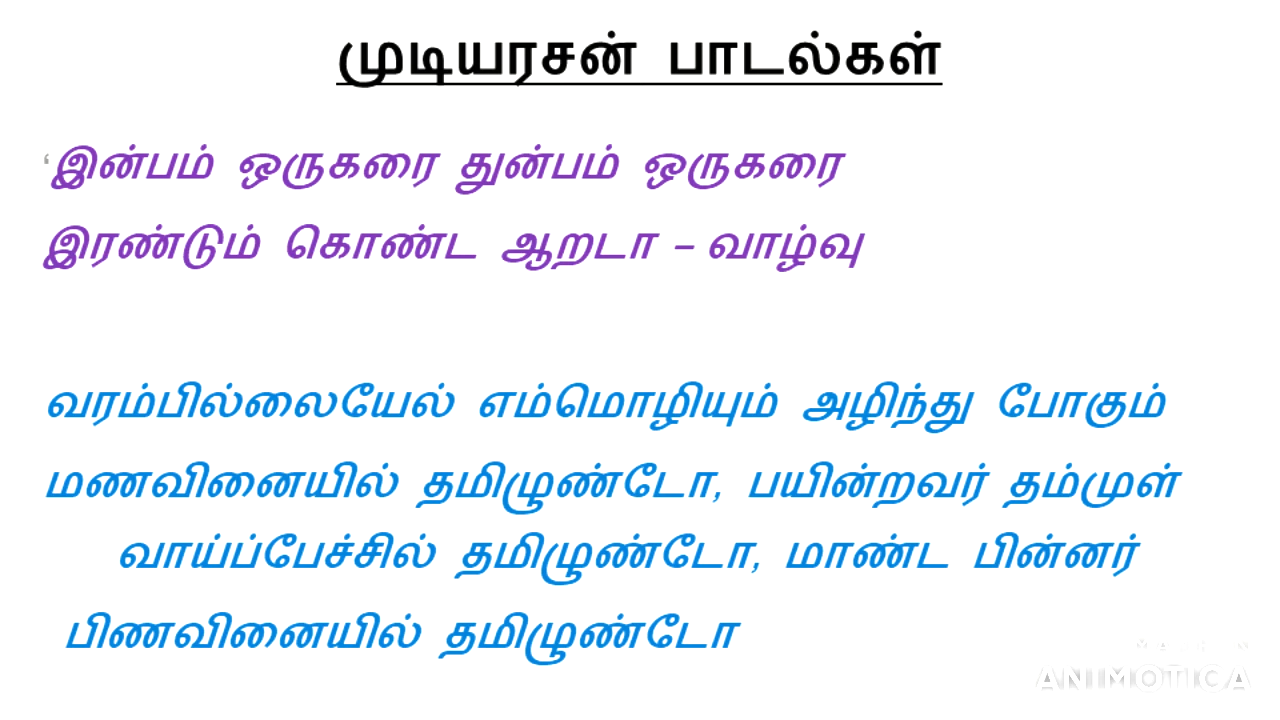 முடியரசன் பாடல்கள்
‘இன்பம் ஒருகரை துன்பம் ஒருகரை
இரண்டும் கொண்ட ஆறடா – வாழ்வு
வரம்பில்லையேல் எம்மொழியும் அழிந்து போகும்
மணவினையில் தமிழுண்டோ, பயின்றவர் தம்முள்
வாய்ப்பேச்சில் தமிழுண்டோ, மாண்ட பின்னர்
பிணவினையில் தமிழுண்டோ
ANIMOTICA